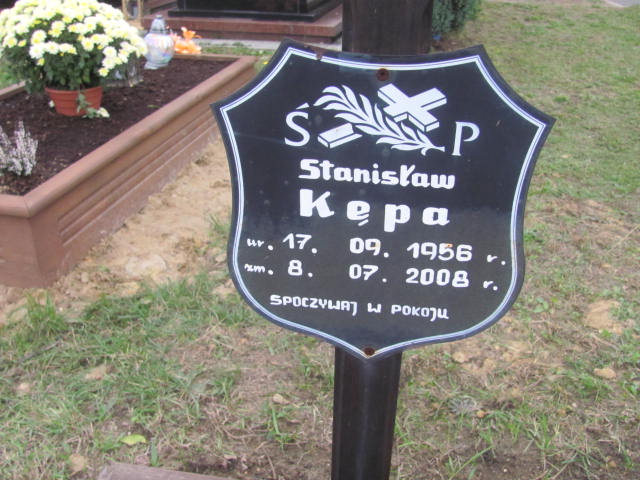 Ś P
Stanisław
Kępa
ur. 17. 09. 1956 r.
zm. 8. 07. 2008 r.
SPOCZYWAJ W POKOJU